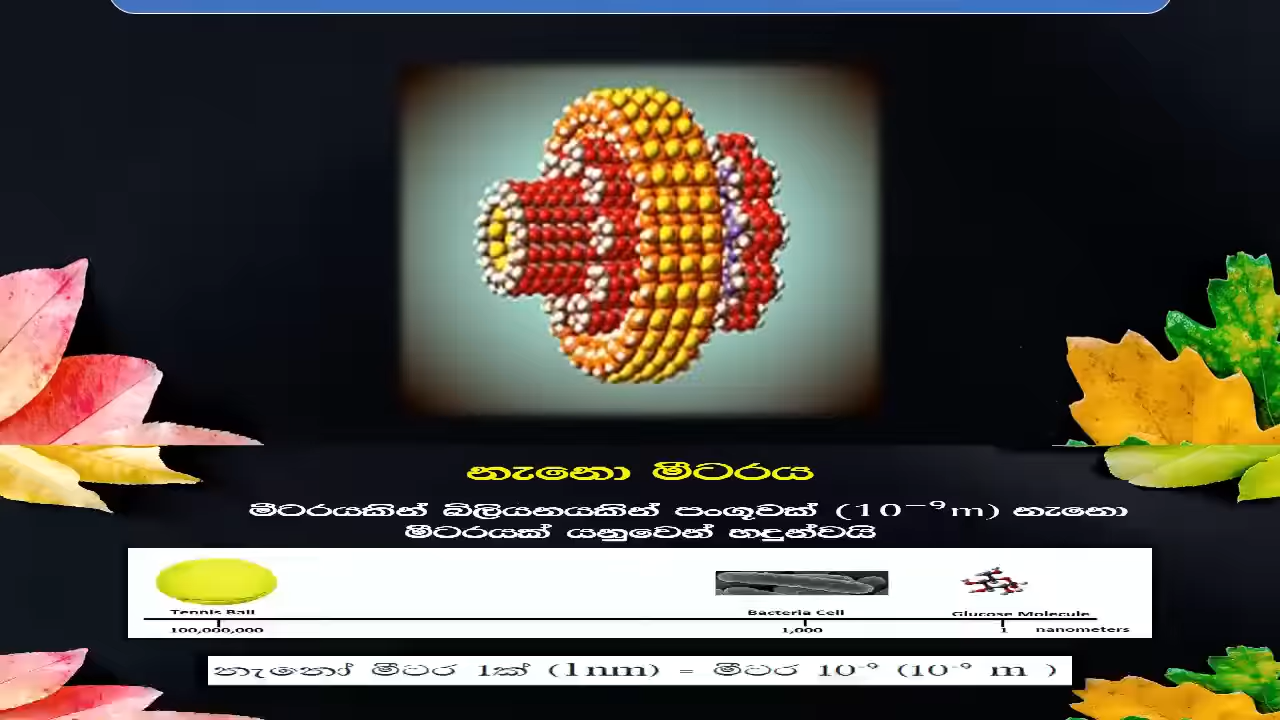 නැනො මීටරය
මීටරයකින් බිලියනයකින් පංගුවක් (10⁻⁹m) නැනො
මීටරයක් යනුවෙන් හඳුන්වයි
Tennis Ball
Bacteria Cell
Glucose Molecule
100,000,000
1,000
1
nanometers
නැනෝ මීටර 1ක් (1nm) = මීටර 10⁻⁹ (10⁻⁹ m )